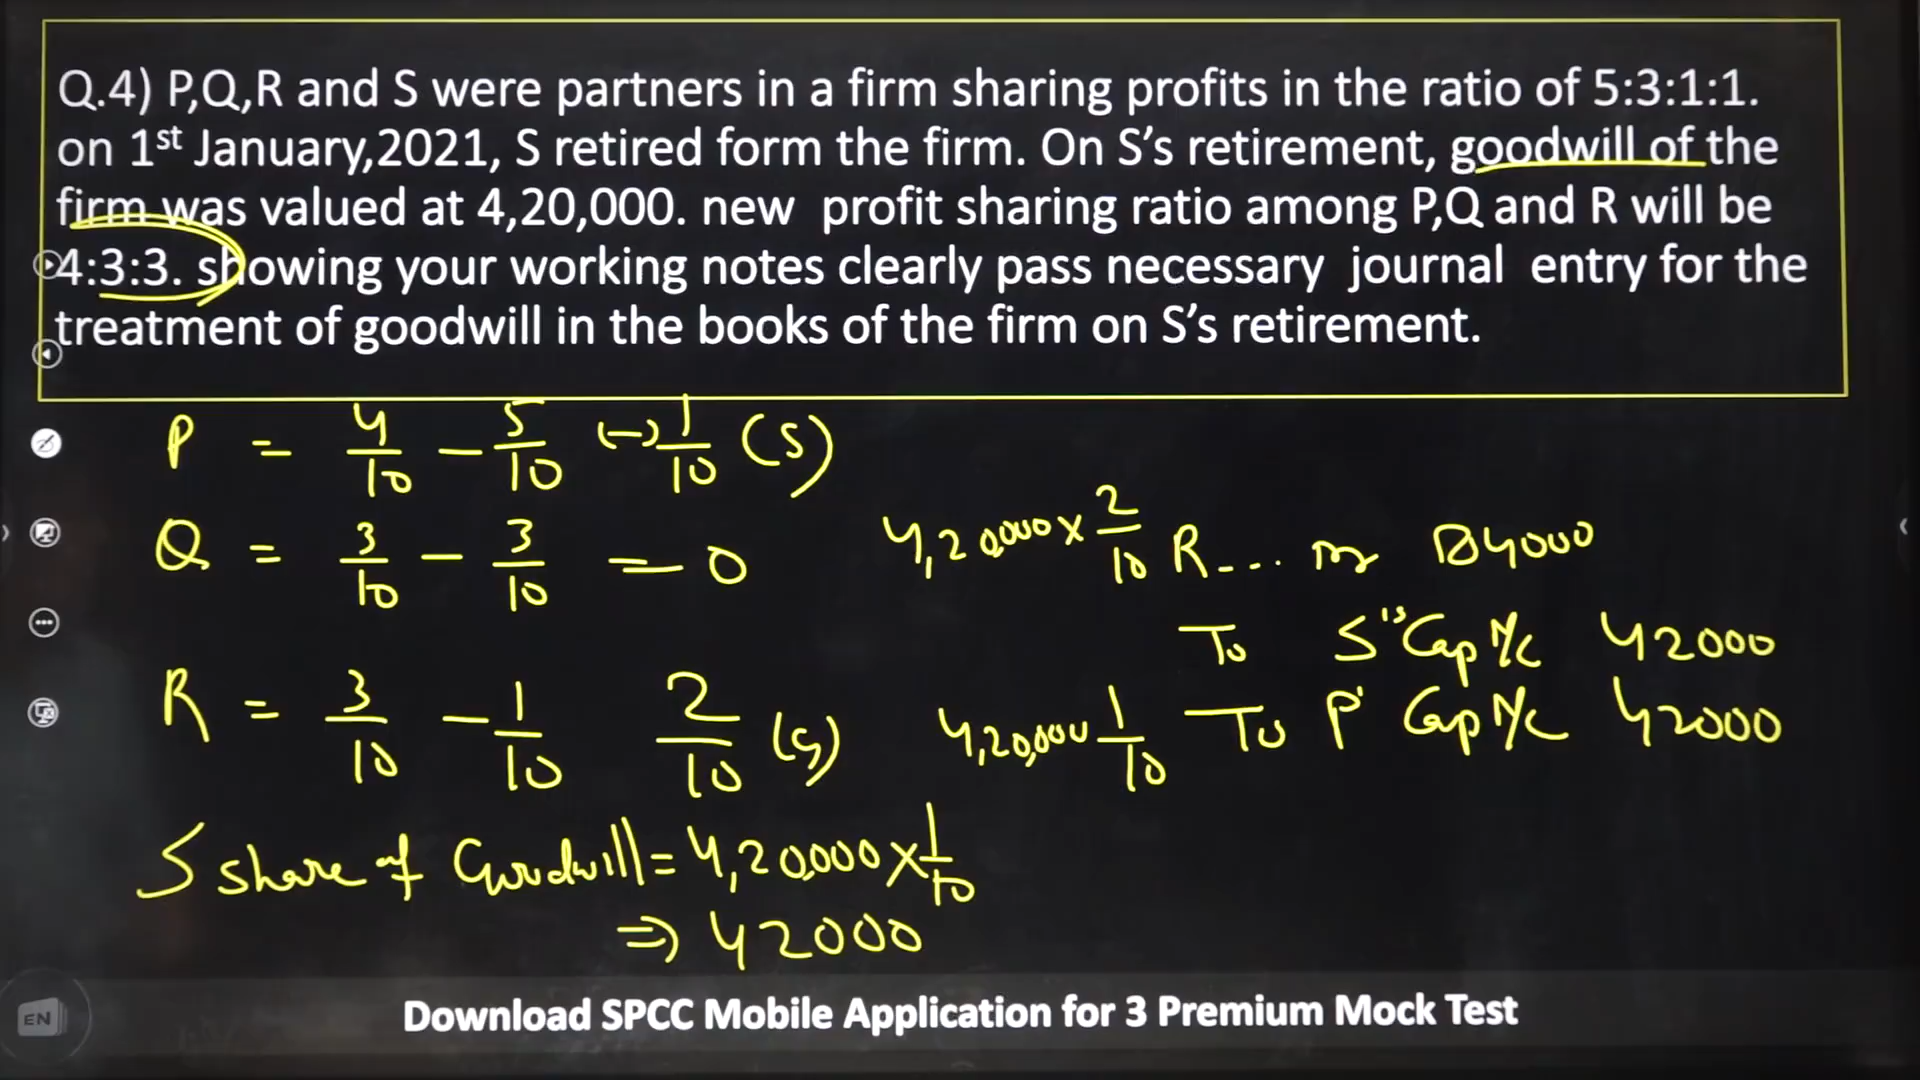 Q.4) P,Q,R and S were partners in a firm sharing profits in the ratio of 5:3:1:1.
on 1st January,2021, S retired form the firm. On S's retirement, goodwill of the
firm was valued at 4,20,000. new profit sharing ratio among P,Q and R will be
4:3:3. showing your working notes clearly pass necessary journal entry for the
treatment of goodwill in the books of the firm on S's retirement.
P = 4/10 - 5/10 (-) 1/10 (S)
Q = 3/10 - 3/10 = 0
4,20,000 x 2/10 R--- Dr 84000
To S's Cap A/c 42000
R = 3/10 - 1/10 2/10 (G)
4,20,000 1/10 To P' Cap A/c 42000
S share of Goodwill = 4,20,000 x 1/10
⇒ 42000
EN
Download SPCC Mobile Application for 3 Premium Mock Test